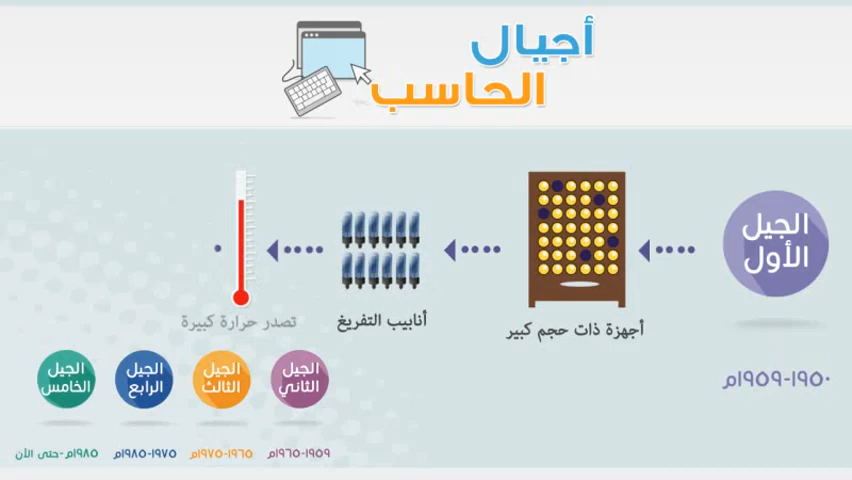 أجيال
الحاسب
الجيل
الأول
١٩٥٠-١٩٥٩م
أجهزة ذات حجم كبير
أنابيب التفريغ
تصدر حرارة كبيرة
الجيل
الثاني
١٩٥٩-١٩٦٥م
الجيل
الثالث
١٩٦٥-١٩٧٥م
الجيل
الرابع
١٩٧٥-١٩٨٥م
الجيل
الخامس
١٩٨٥م-حتى الآن